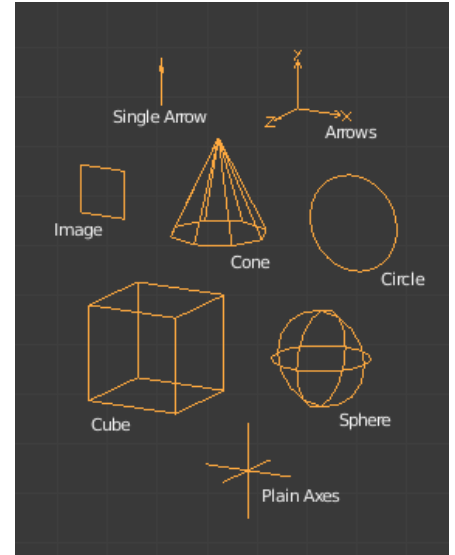 Y
Single Arrow
Z
X
Arrows
Image
Cone
Circle
Cube
Sphere
Plain Axes